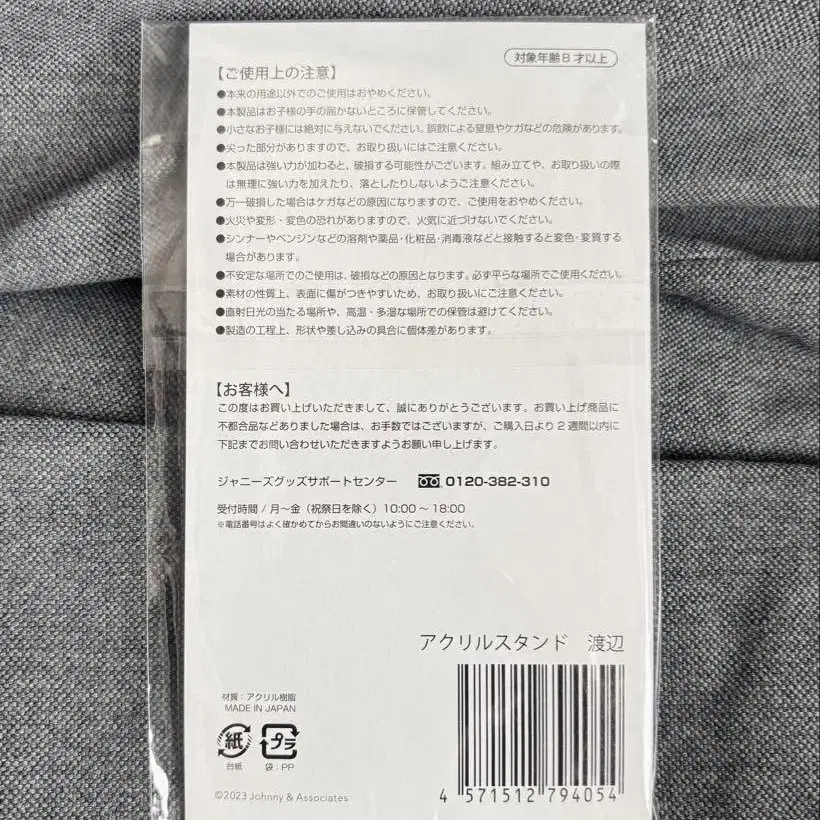 対象年齢8才以上
【ご使用上の注意】
●本来の用途以外でのご使用はおやめください。
●本製品はお子様の手の届かないところに保管してください。
●小さなお子様には絶対に与えないでください。誤飲による窒息やケガなどの危険があります。
●尖った部分がありますので、お取り扱いにはご注意ください。
●本製品は強い力が加わると、破損する可能性がございます。組み立てや、お取り扱いの際
は無理に強い力を加えたり、落としたりしないようご注意ください。
●万一破損した場合はケガなどの原因になりますので、ご使用をおやめください。
●火災や変形・変色の恐れがありますので、火気に近づけないでください。
●シンナーやベンジンなどの溶剤や薬品・化粧品・消毒液などと接触すると変色・変質する
場合があります。
●不安定な場所でのご使用は、破損などの原因となります。必ず平らな場所でご使用ください。
●素材の性質上、表面に傷がつきやすいため、お取り扱いにご注意ください。
●直射日光の当たる場所や、高温・多湿な場所での保管は避けてください。
●製造の工程上、形状や差し込みの具合に個体差があります。
【お客様へ】
この度はお買い上げいただきまして、誠にありがとうございます。お買い上げ商品に
不都合品などありました場合は、お手数ではございますが、ご購入日より2週間以内に
下記までお問い合わせいただきますようお願い申し上げます。
ジャニーズグッズサポートセンター 0120-382-310
受付時間/月〜金（祝祭日を除く）10:00〜18:00
※電話番号はよく確かめてからお間違いのないようにご注意ください。
アクリルスタンド 渡辺
材質：アクリル樹脂
MADE IN JAPAN
紙 プラ
台紙 袋：PP
©2023 Johnny & Associates
4 571512 794054